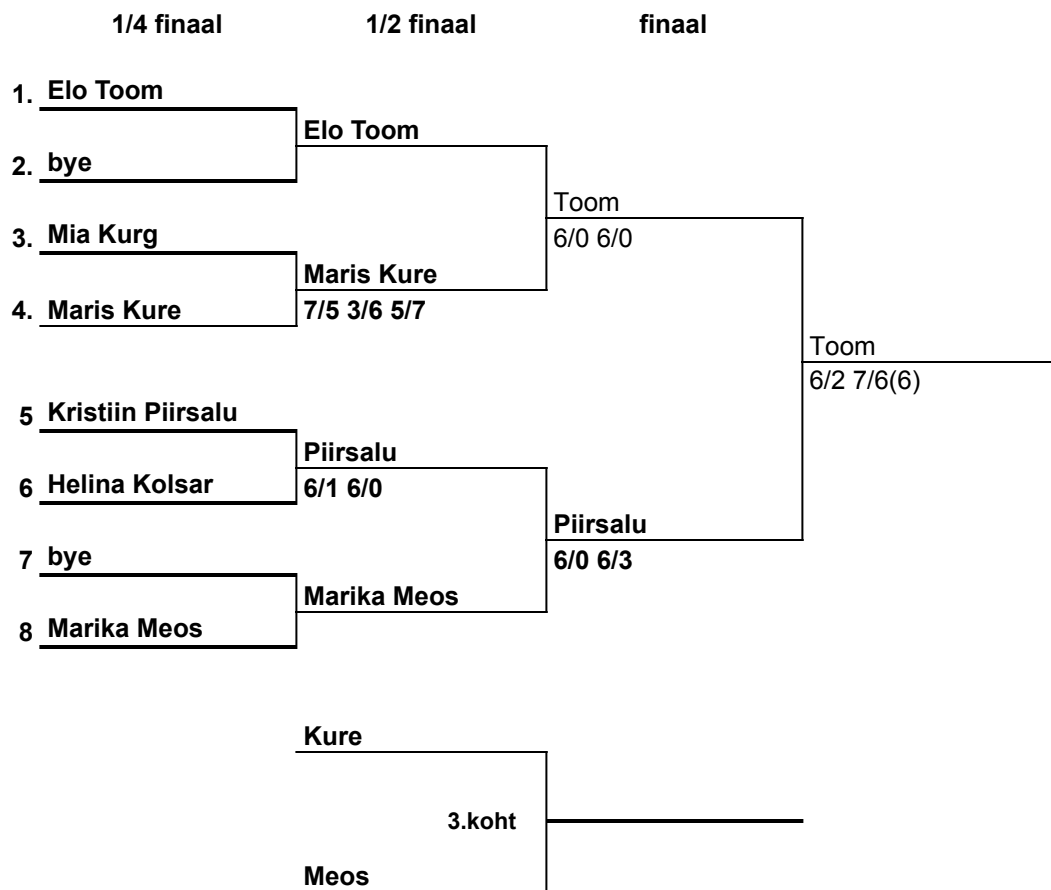 1/4 finaal 1/2 finaal finaal
1. Elo Toom
Elo Toom
2. bye
Toom
3. Mia Kurg
6/0 6/0
Maris Kure
4. Maris Kure
7/5 3/6 5/7
Toom
6/2 7/6(6)
5 Kristiin Piirsalu
Piirsalu
6 Helina Kolsar
6/1 6/0
Piirsalu
7 bye
6/0 6/3
Marika Meos
8 Marika Meos
Kure
3.koht
Meos